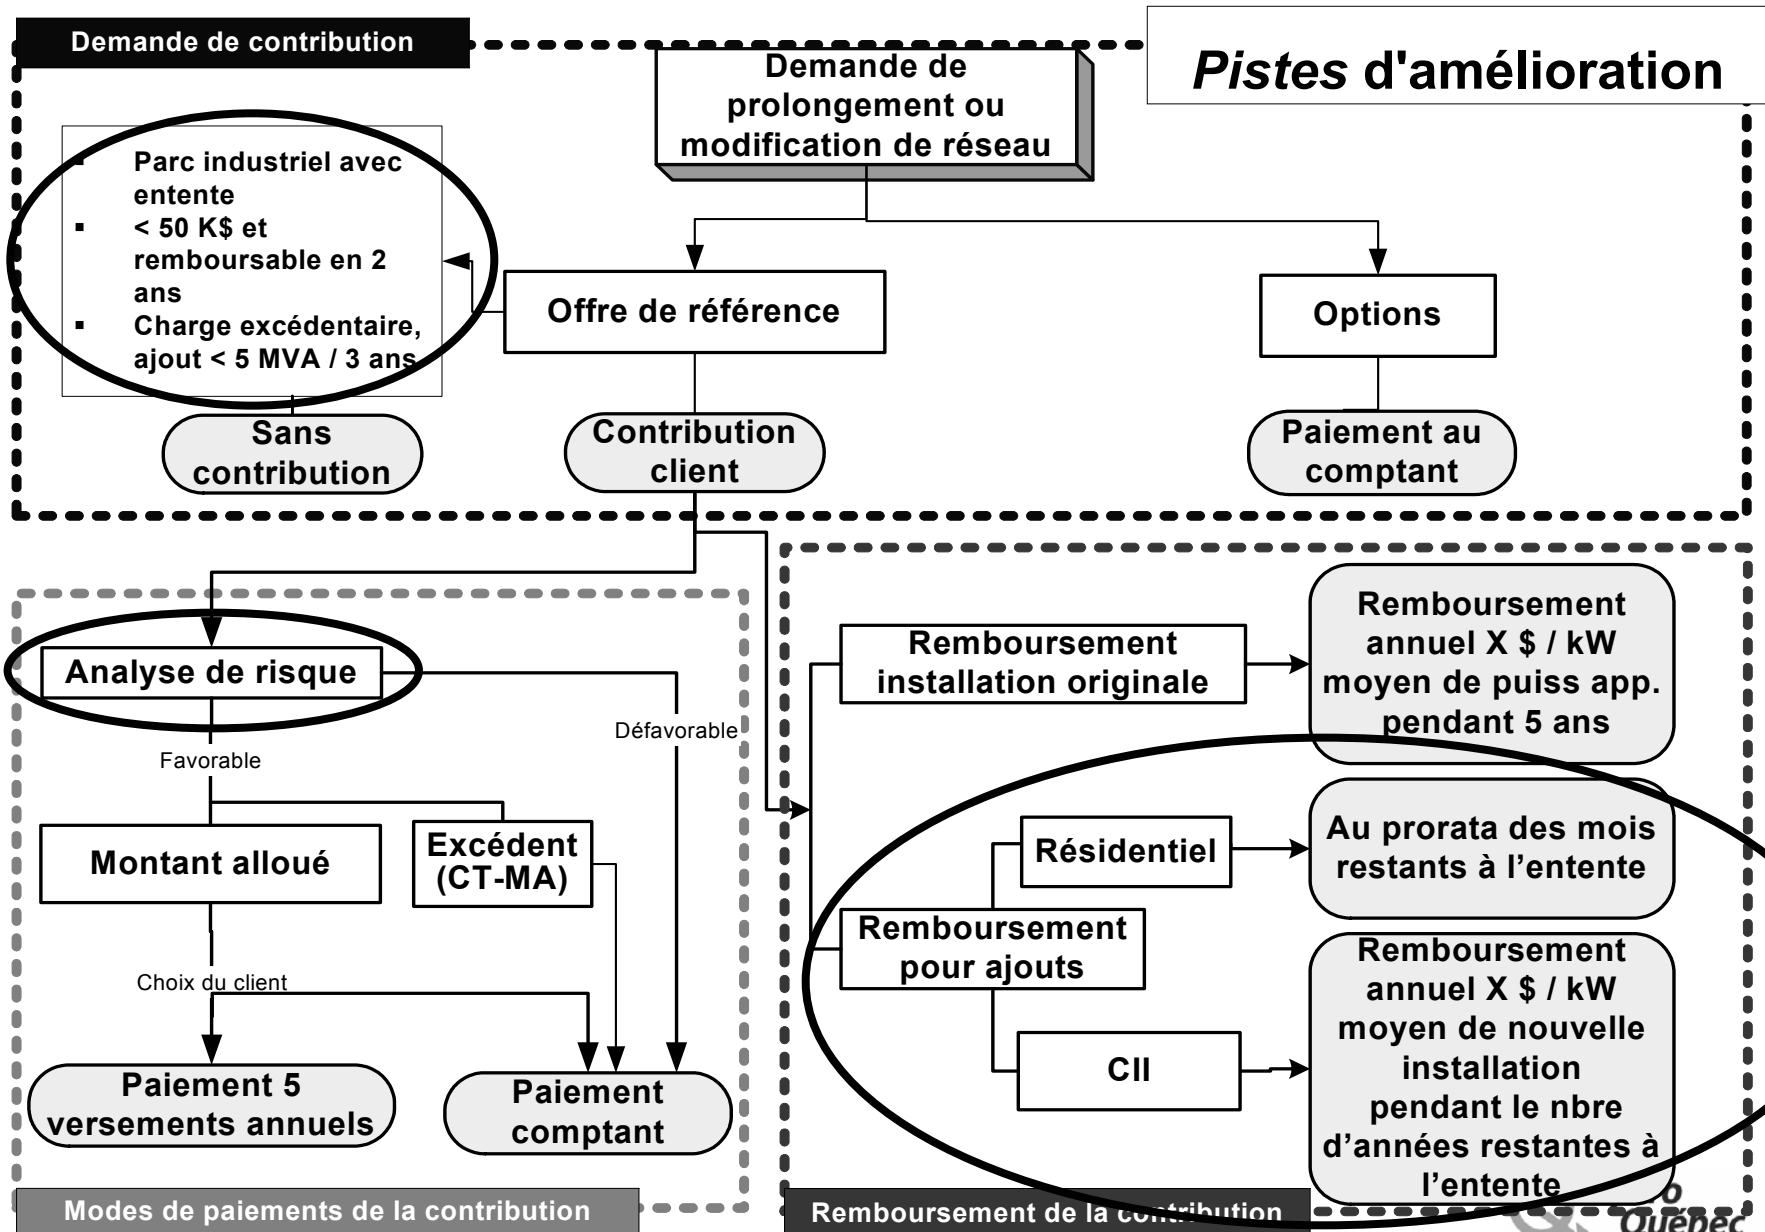 Demande de contribution
Pistes d'amélioration
Demande de
prolongement ou
modification de réseau
▪ Parc industriel avec
entente
▪ < 50 K$ et
remboursable en 2
ans
▪ Charge excédentaire,
ajout < 5 MVA / 3 ans
Offre de référence
Options
Sans
contribution
Contribution
client
Paiement au
comptant
Analyse de risque
Favorable
Défavorable
Montant alloué
Excédent
(CT-MA)
Choix du client
Paiement 5
versements annuels
Paiement
comptant
Modes de paiements de la contribution
Remboursement
installation originale
Remboursement
annuel X $ / kW
moyen de puiss app.
pendant 5 ans
Résidentiel
Au prorata des mois
restants à l’entente
Remboursement
pour ajouts
CII
Remboursement
annuel X $ / kW
moyen de nouvelle
installation
pendant le nbre
d’années restantes à
l’entente
Remboursement de la contribution
Québec